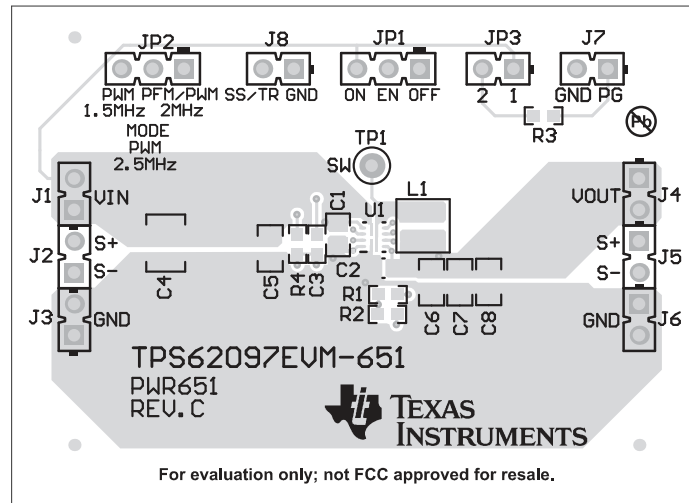 JP2 J8 JP1 JP3 J7
PWM PFM/PWM SS/TR GND ON EN OFF 2 1 GND PG
1.5MHz 2MHz
MODE
PWM
2.5MHz
R3
Pb
TP1
SW
J1 VIN
C1 U1 L1
VOUT J4
J2 S+
S-
C4 C5 R4 C3 C2
S+ J5
S-
R1
R2
C6 C7 C8
J3 GND
GND J6
TPS62097EVM-651
PWR651
REV.C
TEXAS
INSTRUMENTS
For evaluation only; not FCC approved for resale.